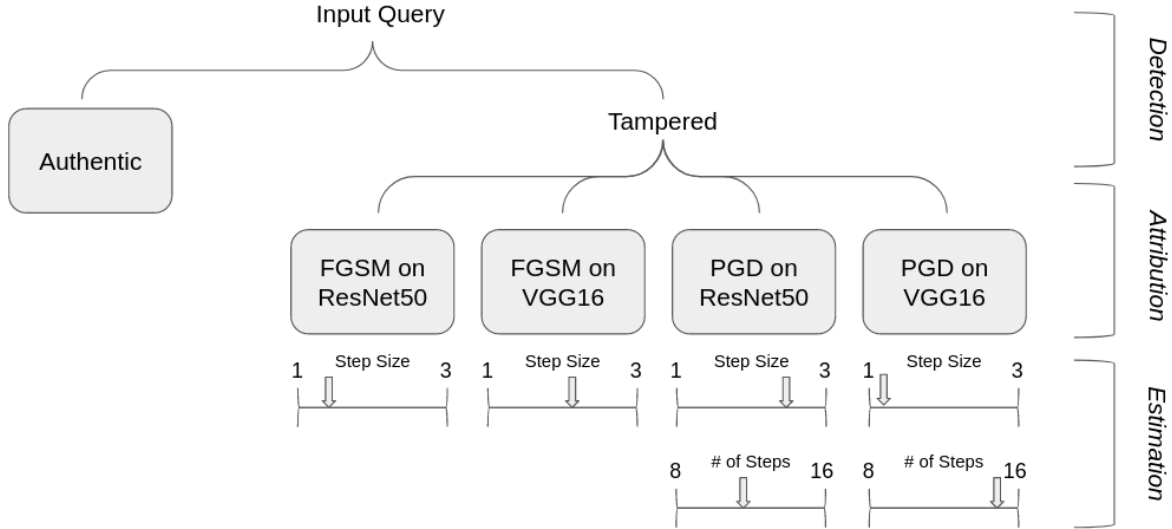 Input Query
Detection
Authentic
Tampered
Attribution
FGSM on
ResNet50
FGSM on
VGG16
PGD on
ResNet50
PGD on
VGG16
Estimation
1 Step Size 3
1 Step Size 3
1 Step Size 3
1 Step Size 3
8 # of Steps 16
8 # of Steps 16